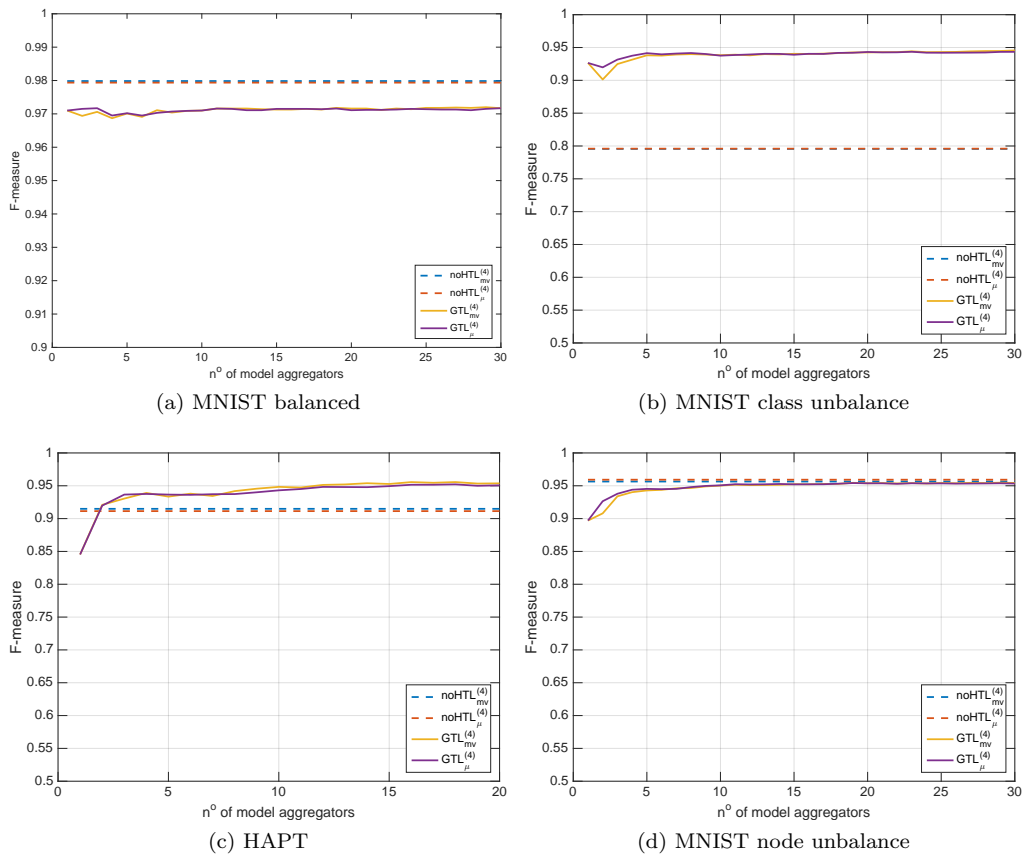 1
0.99
0.98
0.97
0.96
0.95
0.94
0.93
0.92
0.91
0.9
F-measure
0 5 10 15 20 25 30
nº of model aggregators
noHTL(4)mv
noHTL(4)μ
GTL(4)mv
GTL(4)μ
(a) MNIST balanced
1
0.95
0.9
0.85
0.8
0.75
0.7
0.65
0.6
0.55
0.5
F-measure
0 5 10 15 20 25 30
nº of model aggregators
noHTL(4)mv
noHTL(4)μ
GTL(4)mv
GTL(4)μ
(b) MNIST class unbalance
1
0.95
0.9
0.85
0.8
0.75
0.7
0.65
0.6
0.55
0.5
F-measure
0 5 10 15 20
nº of model aggregators
noHTL(4)mv
noHTL(4)μ
GTL(4)mv
GTL(4)μ
(c) HAPT
1
0.95
0.9
0.85
0.8
0.75
0.7
0.65
0.6
0.55
0.5
F-measure
0 5 10 15 20 25 30
nº of model aggregators
noHTL(4)mv
noHTL(4)μ
GTL(4)mv
GTL(4)μ
(d) MNIST node unbalance